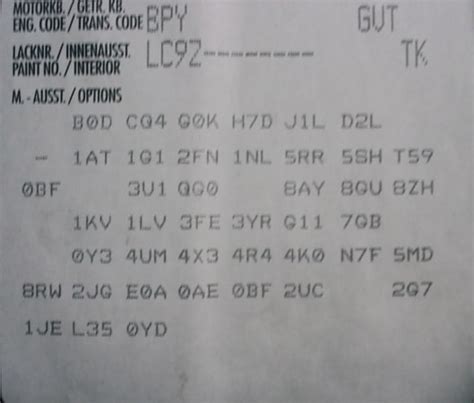 MOTORKB. / GETR. KB.
ENG. CODE / TRANS. CODE BPY GVT
LACKNR. / INNENAUSST.
PAINT NO. / INTERIOR LC9Z------- TK
M. - AUSST. / OPTIONS
B0D CQ4 G0K H7D J1L D2L
- 1AT 1G1 2FN 1NL 5RR 5SH T59
0BF 3U1 QG0 8AY 8GU 8ZH
1KV 1LV 3FE 3YR G11 7GB
0Y3 4UM 4X3 4R4 4K0 N7F 5MD
8RW 2JG E0A 0AE 0BF 2UC 2G7
1JE L35 0YD